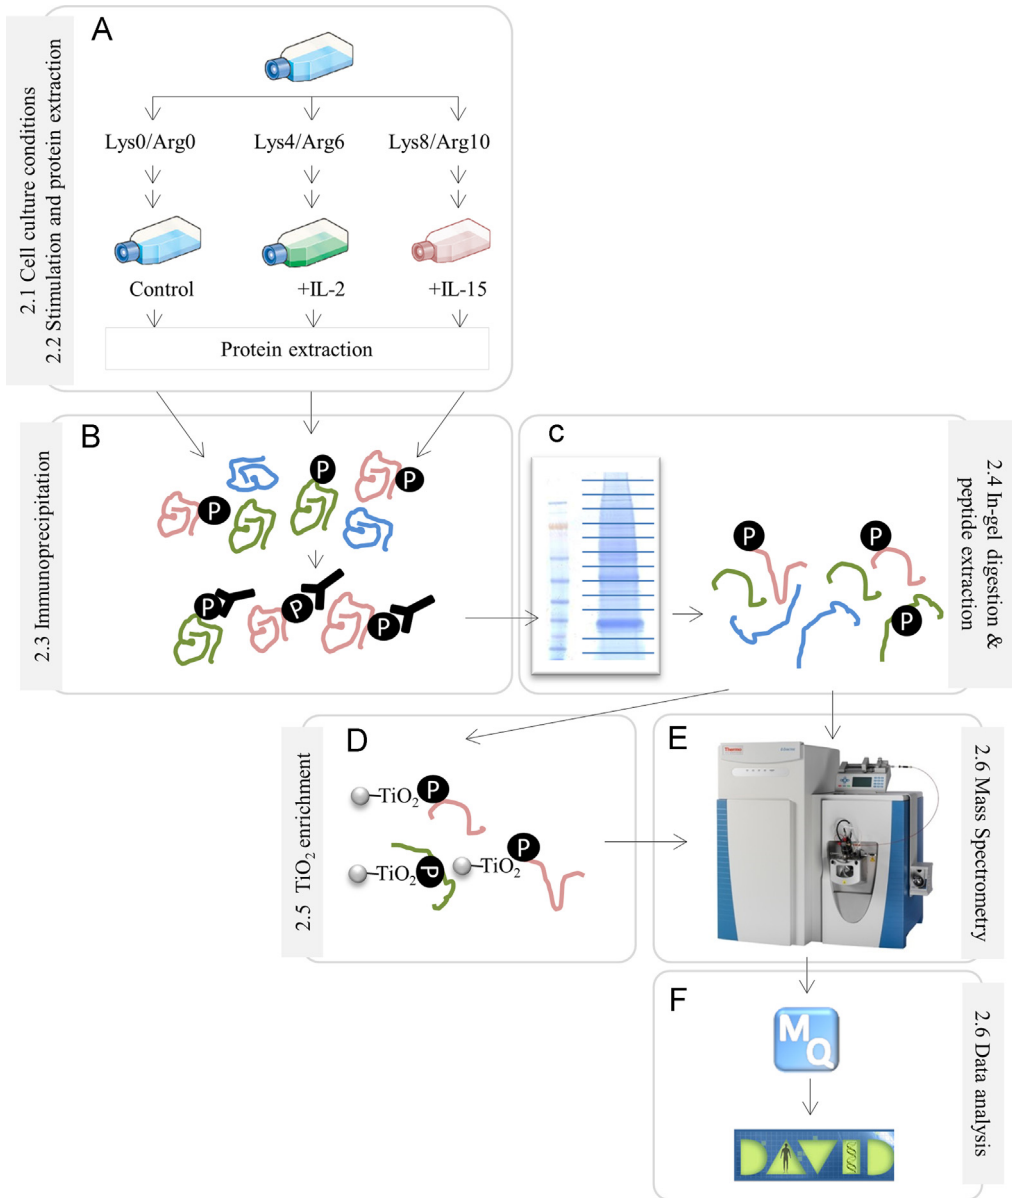 A
2.1 Cell culture conditions
2.2 Stimulation and protein extraction
Lys0/Arg0
Lys4/Arg6
Lys8/Arg10
Control
+IL-2
+IL-15
Protein extraction
B
2.3 Immunoprecipitation
P
P
P
P
P
P
P
C
2.4 In-gel digestion &
peptide extraction
P
P
P
D
2.5 TiO₂ enrichment
TiO₂
P
TiO₂
P
TiO₂
P
E
2.6 Mass Spectrometry
Thermo
F
2.6 Data analysis
MQ
DAVID